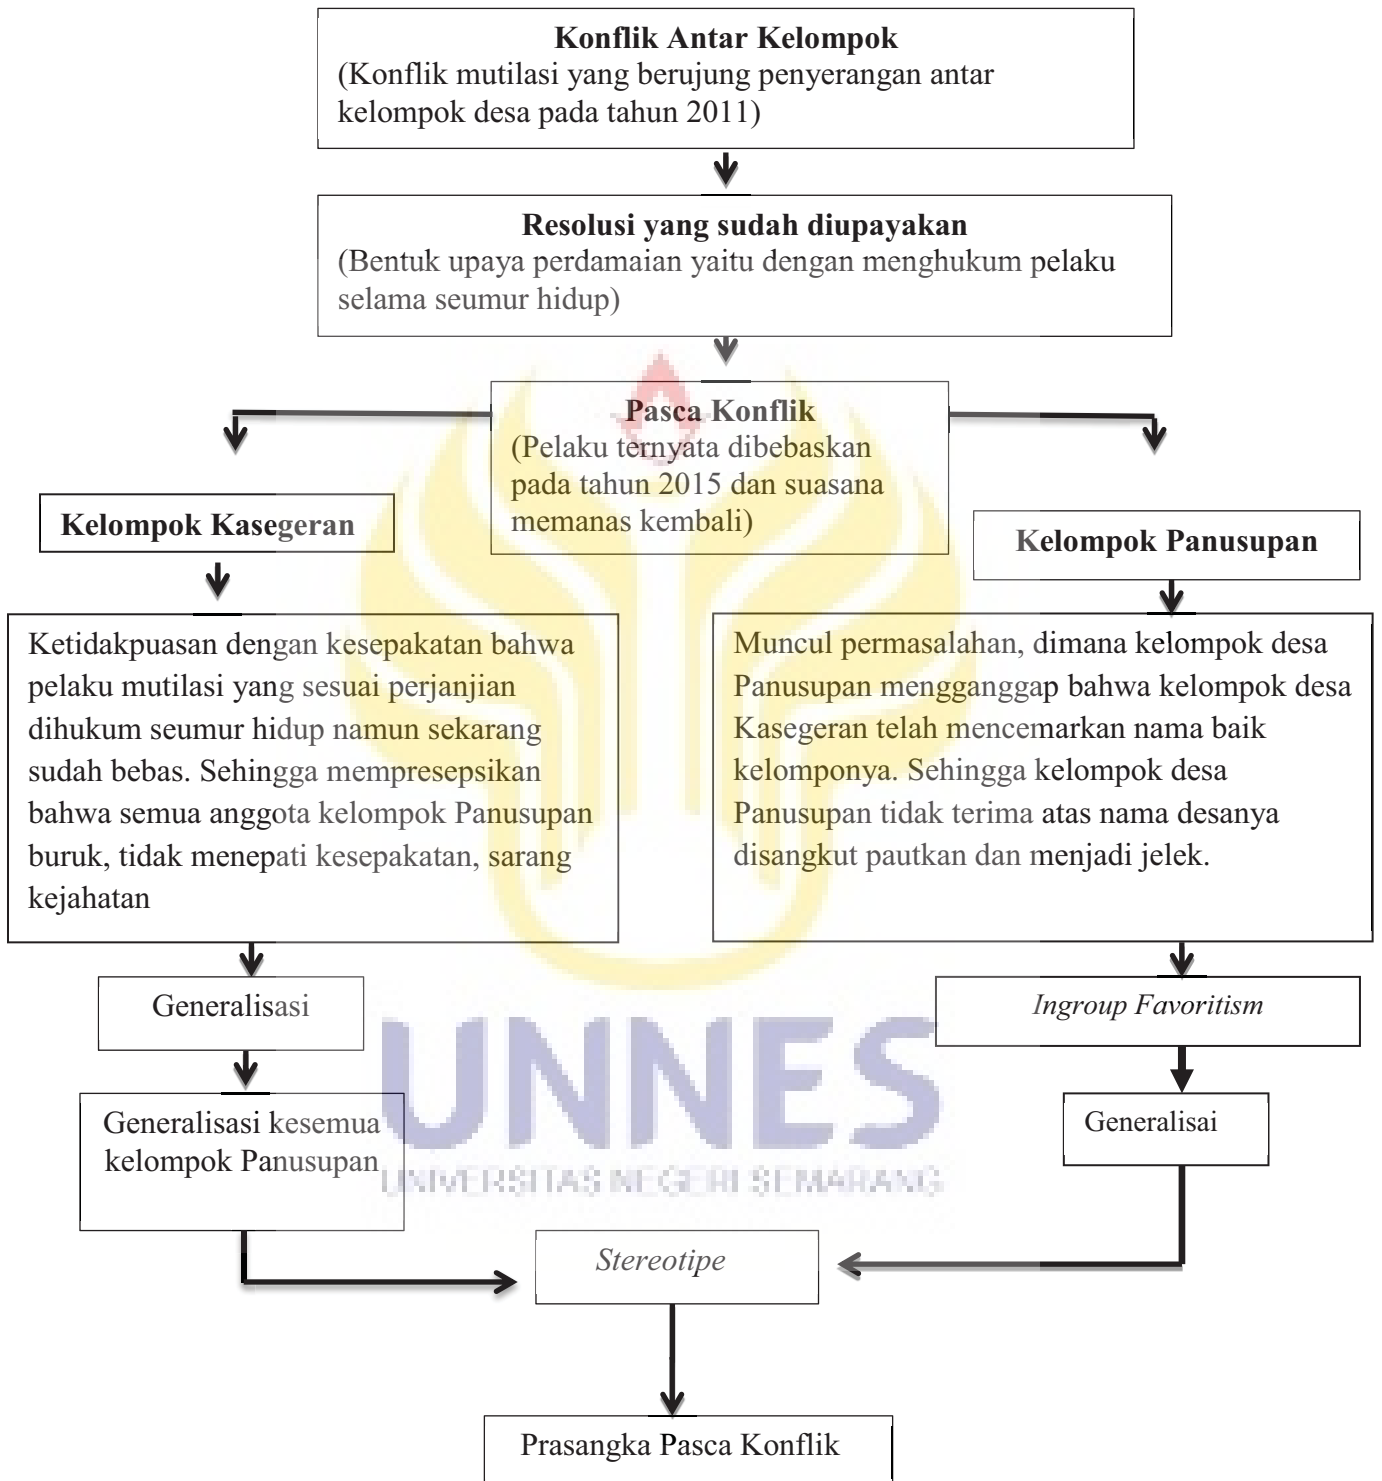 Konflik Antar Kelompok
(Konflik mutilasi yang berujung penyerangan antar
kelompok desa pada tahun 2011)
Resolusi yang sudah diupayakan
(Bentuk upaya perdamaian yaitu dengan menghukum pelaku
selama seumur hidup)
Pasca Konflik
(Pelaku ternyata dibebaskan
pada tahun 2015 dan suasana
memanas kembali)
Kelompok Kasegeran
Kelompok Panusupan
Ketidakpuasan dengan kesepakatan bahwa
pelaku mutilasi yang sesuai perjanjian
dihukum seumur hidup namun sekarang
sudah bebas. Sehingga mempresepsikan
bahwa semua anggota kelompok Panusupan
buruk, tidak menepati kesepakatan, sarang
kejahatan
Muncul permasalahan, dimana kelompok desa
Panusupan mengganggap bahwa kelompok desa
Kasegeran telah mencemarkan nama baik
kelomponya. Sehingga kelompok desa
Panusupan tidak terima atas nama desanya
disangkut pautkan dan menjadi jelek.
Generalisasi
Ingroup Favoritism
Generalisasi kesemua
kelompok Panusupan
Generalisai
UNNES
UNIVERSITAS NEGERI SEMARANG
Stereotipe
Prasangka Pasca Konflik